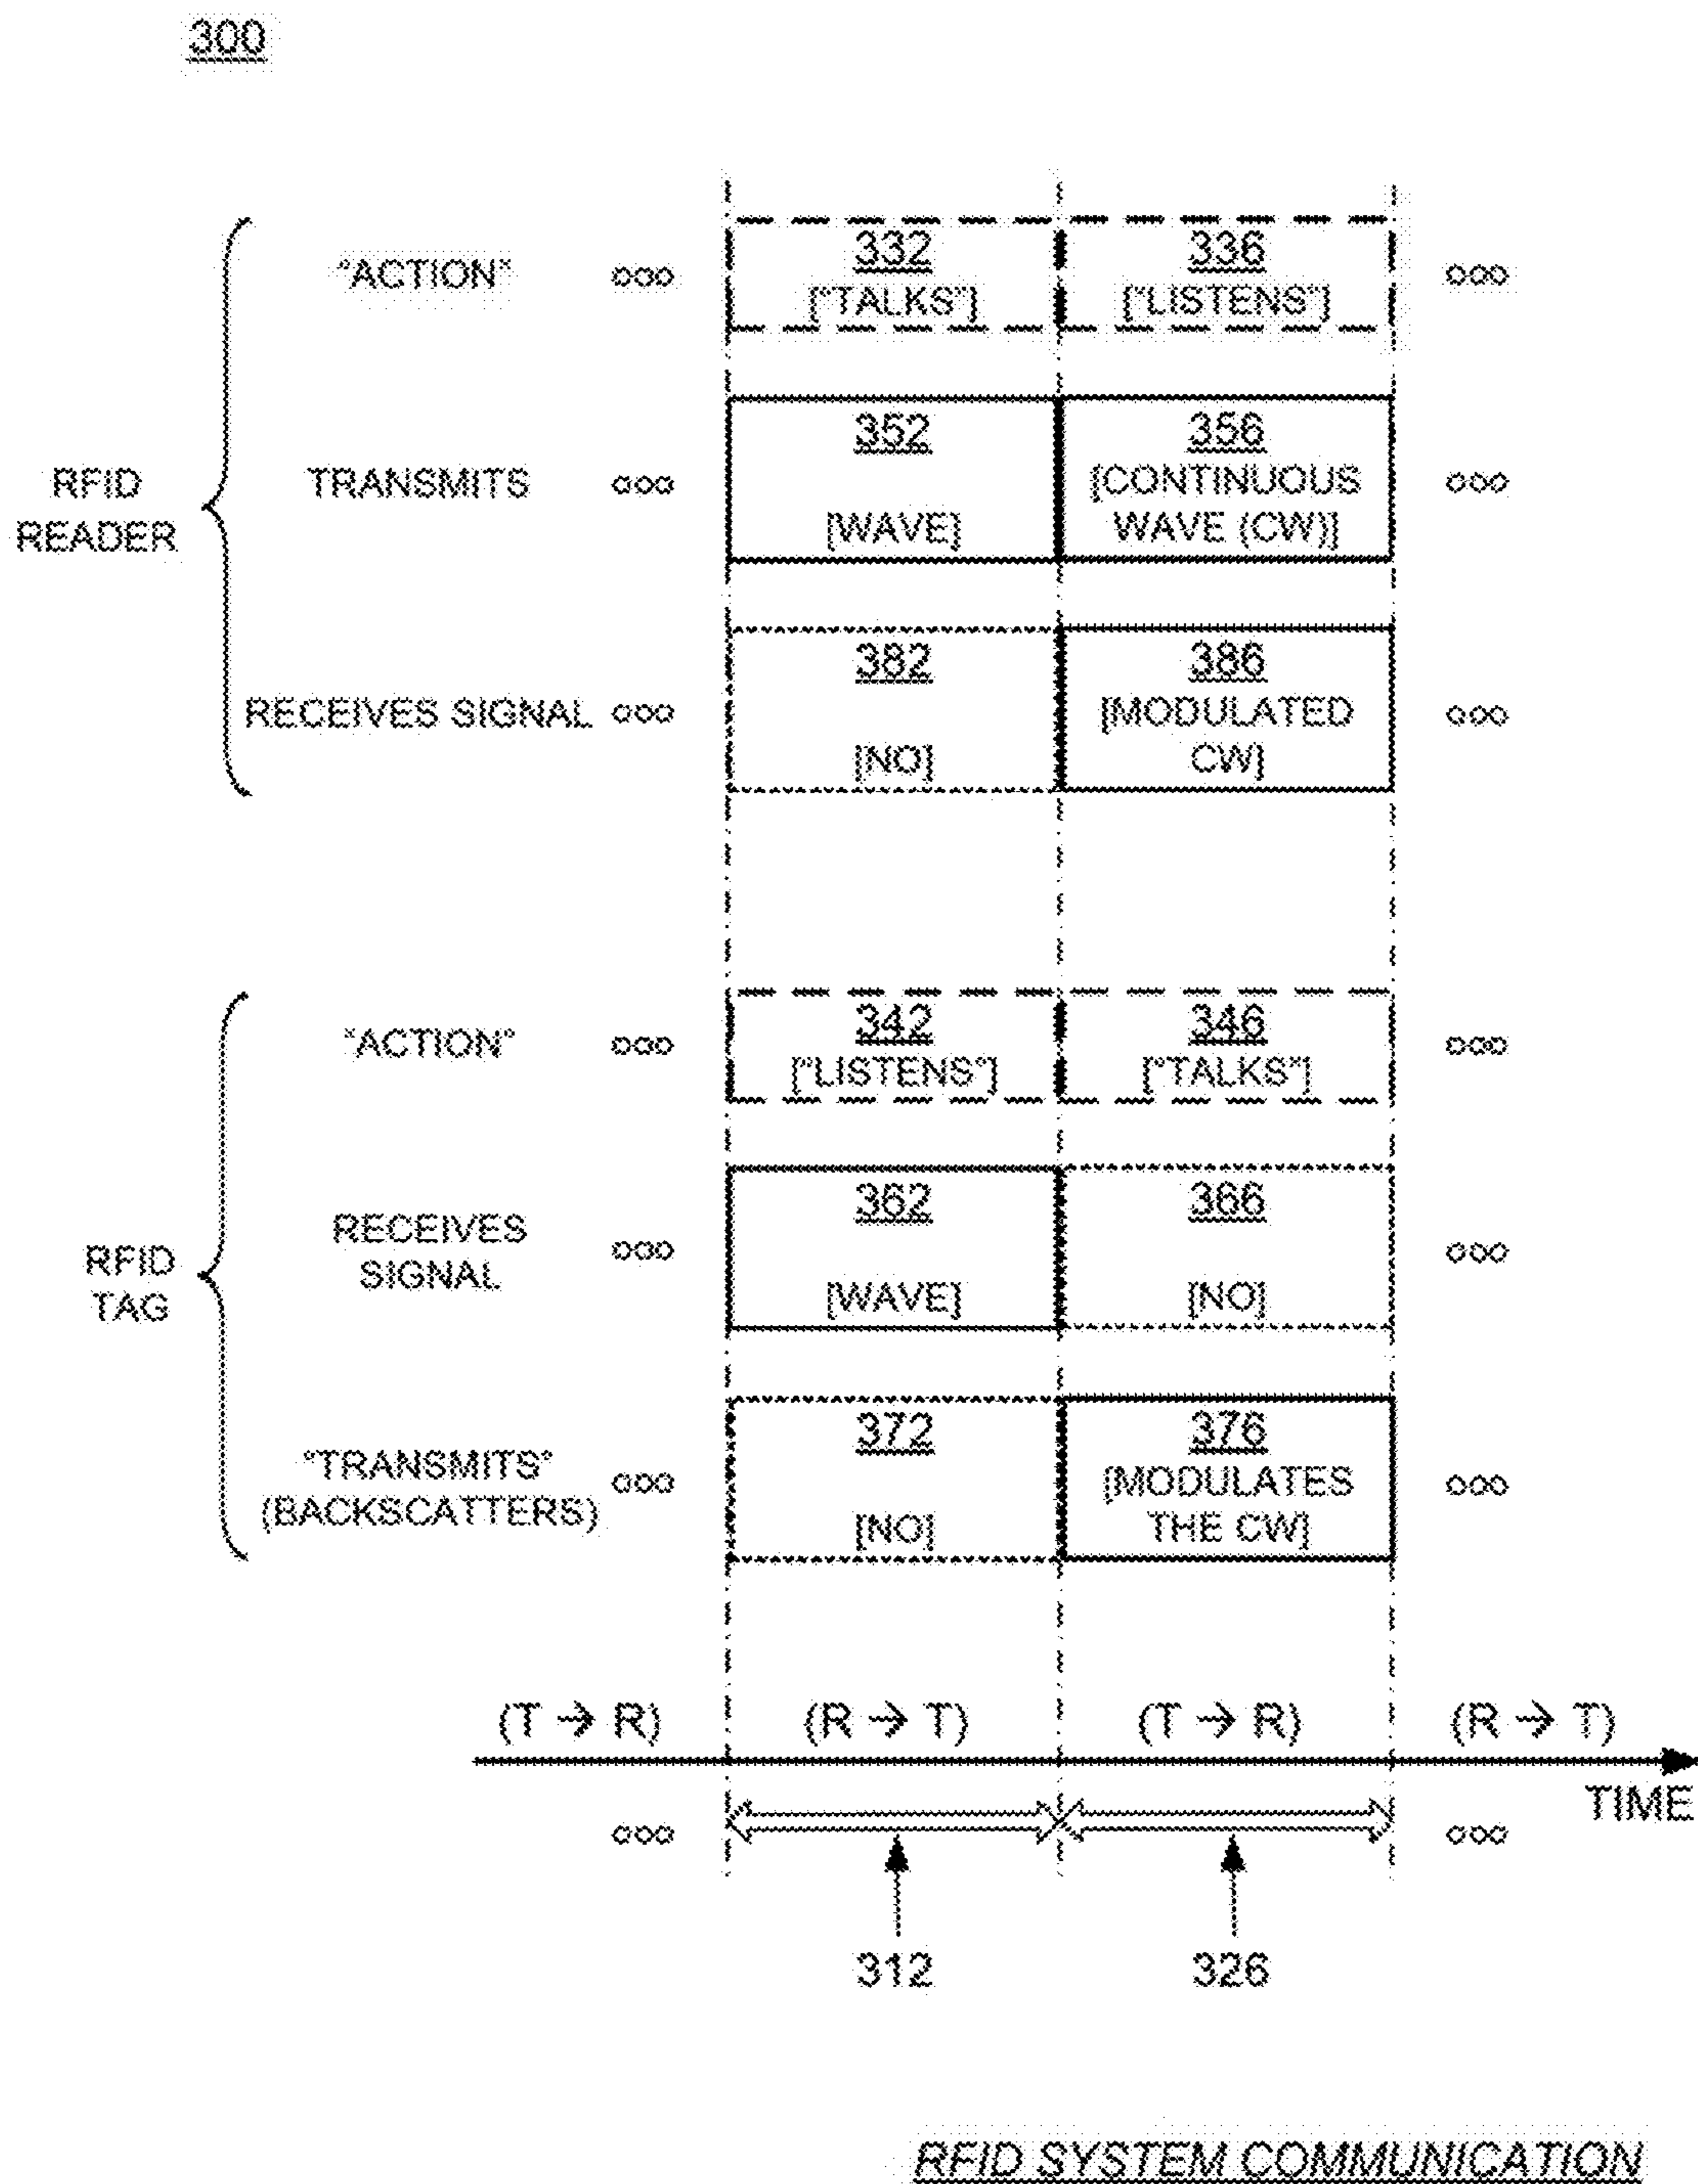 300
"ACTION"
332
["TALKS"]
336
["LISTENS"]
RFID
READER
TRANSMITS
352
[WAVE]
356
[CONTINUOUS
WAVE (CW)]
RECEIVES SIGNAL
382
[NO]
386
[MODULATED
CW]
"ACTION"
342
["LISTENS"]
346
["TALKS"]
RFID
TAG
RECEIVES
SIGNAL
362
[WAVE]
366
[NO]
"TRANSMITS"
(BACKSCATTERS)
372
[NO]
376
[MODULATES
THE CW]
(T → R) (R → T) (T → R) (R → T)
TIME
312
326
RFID SYSTEM COMMUNICATION